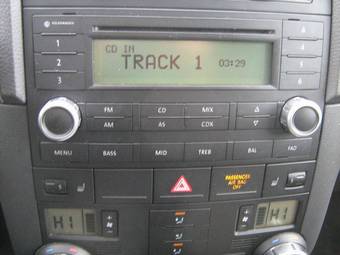 VOLKSWAGEN
CD IN
TRACK 1 03:29
1
2
3
4
5
6
FM CD MIX
AM AS CDX
MENU BASS MID TREB BAL FAD
PASSENGER
AIR BAG
OFF
HI HI